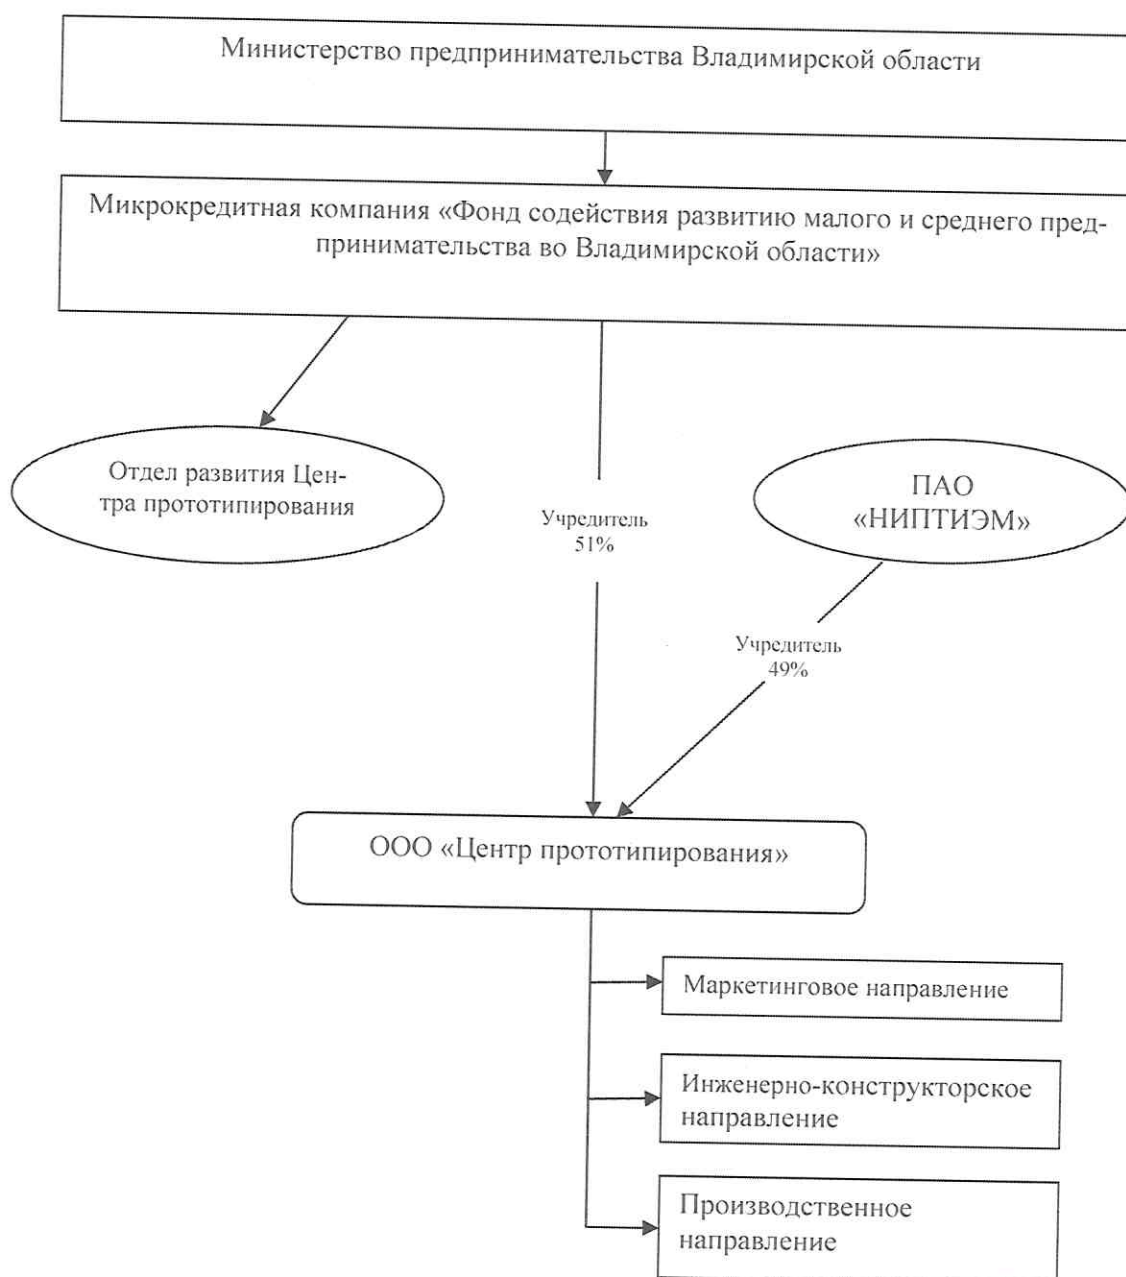 Министерство предпринимательства Владимирской области
Микрокредитная компания «Фонд содействия развитию малого и среднего пред-
принимательства во Владимирской области»
Отдел развития Цен-
тра прототипирования
ПАО
«НИПТИЭМ»
Учредитель
51%
Учредитель
49%
ООО «Центр прототипирования»
Маркетинговое направление
Инженерно-конструкторское
направление
Производственное
направление